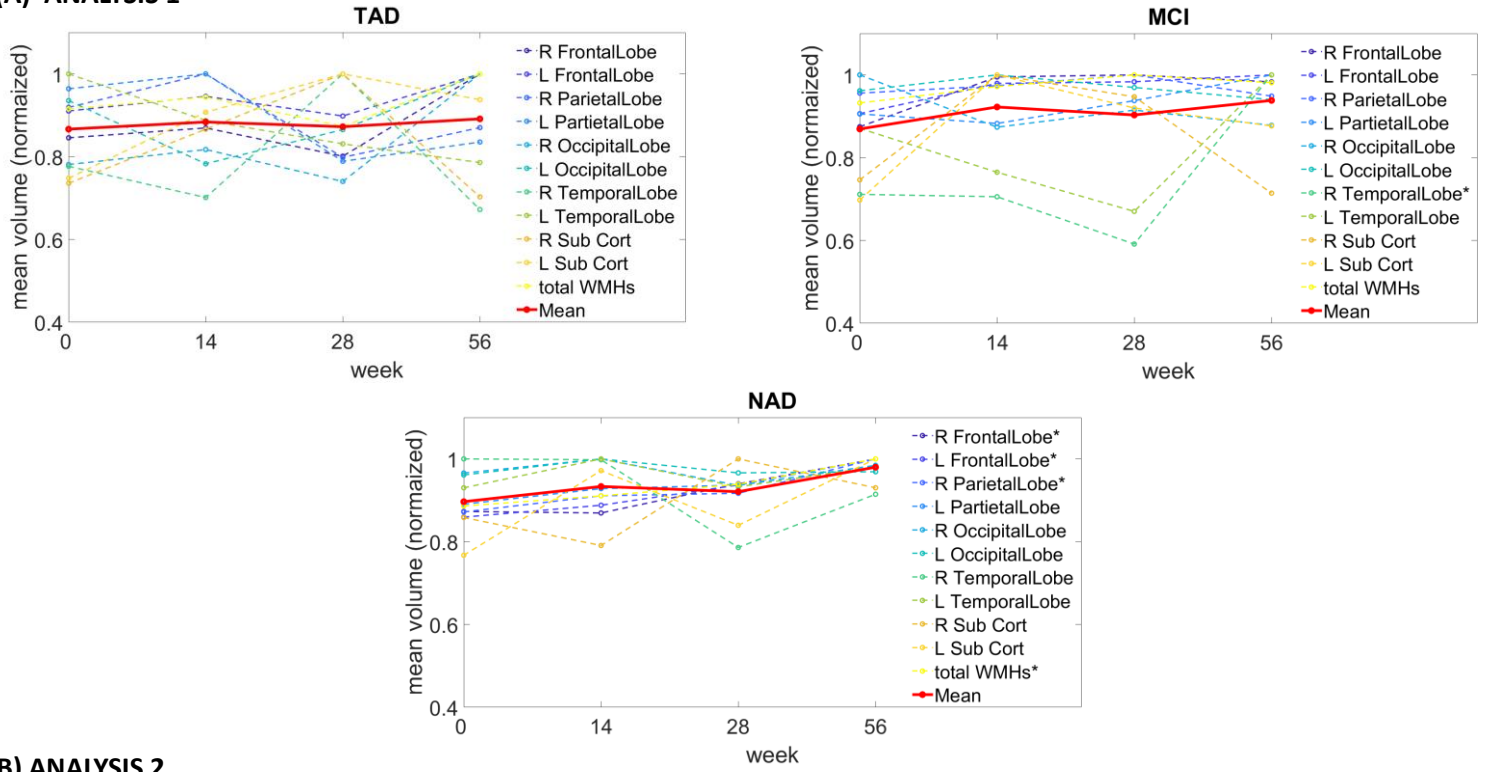 (A) ANALYSIS 1
TAD
mean volume (normaized)
1
0.8
0.6
0.4
0
14
28
56
week
R FrontalLobe
L FrontalLobe
R ParietalLobe
L PartietalLobe
R OccipitalLobe
L OccipitalLobe
R TemporalLobe
L TemporalLobe
R Sub Cort
L Sub Cort
total WMHs
Mean
MCI
mean volume (normaized)
1
0.8
0.6
0.4
0
14
28
56
week
R FrontalLobe
L FrontalLobe
R ParietalLobe
L PartietalLobe
R OccipitalLobe
L OccipitalLobe
R TemporalLobe*
L TemporalLobe
R Sub Cort
L Sub Cort
total WMHs
Mean
NAD
mean volume (normaized)
1
0.8
0.6
0.4
0
14
28
56
week
R FrontalLobe*
L FrontalLobe*
R ParietalLobe*
L PartietalLobe
R OccipitalLobe
L OccipitalLobe
R TemporalLobe
L TemporalLobe
R Sub Cort
L Sub Cort
total WMHs*
Mean
B) ANALYSIS 2